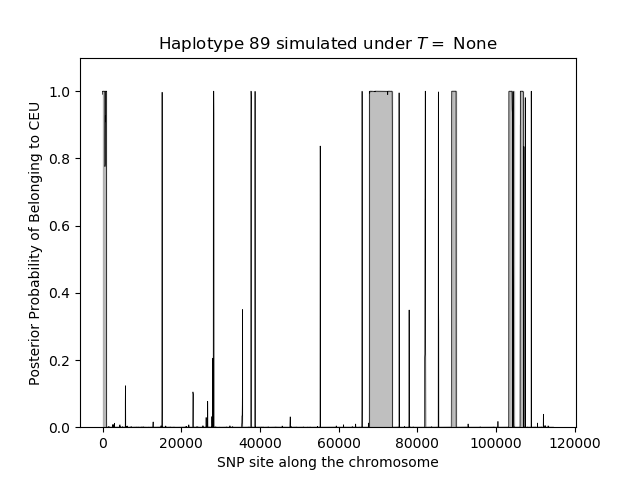 Haplotype 89 simulated under T = None
Posterior Probability of Belonging to CEU
1.0
0.8
0.6
0.4
0.2
0.0
0 20000 40000 60000 80000 100000 120000
SNP site along the chromosome